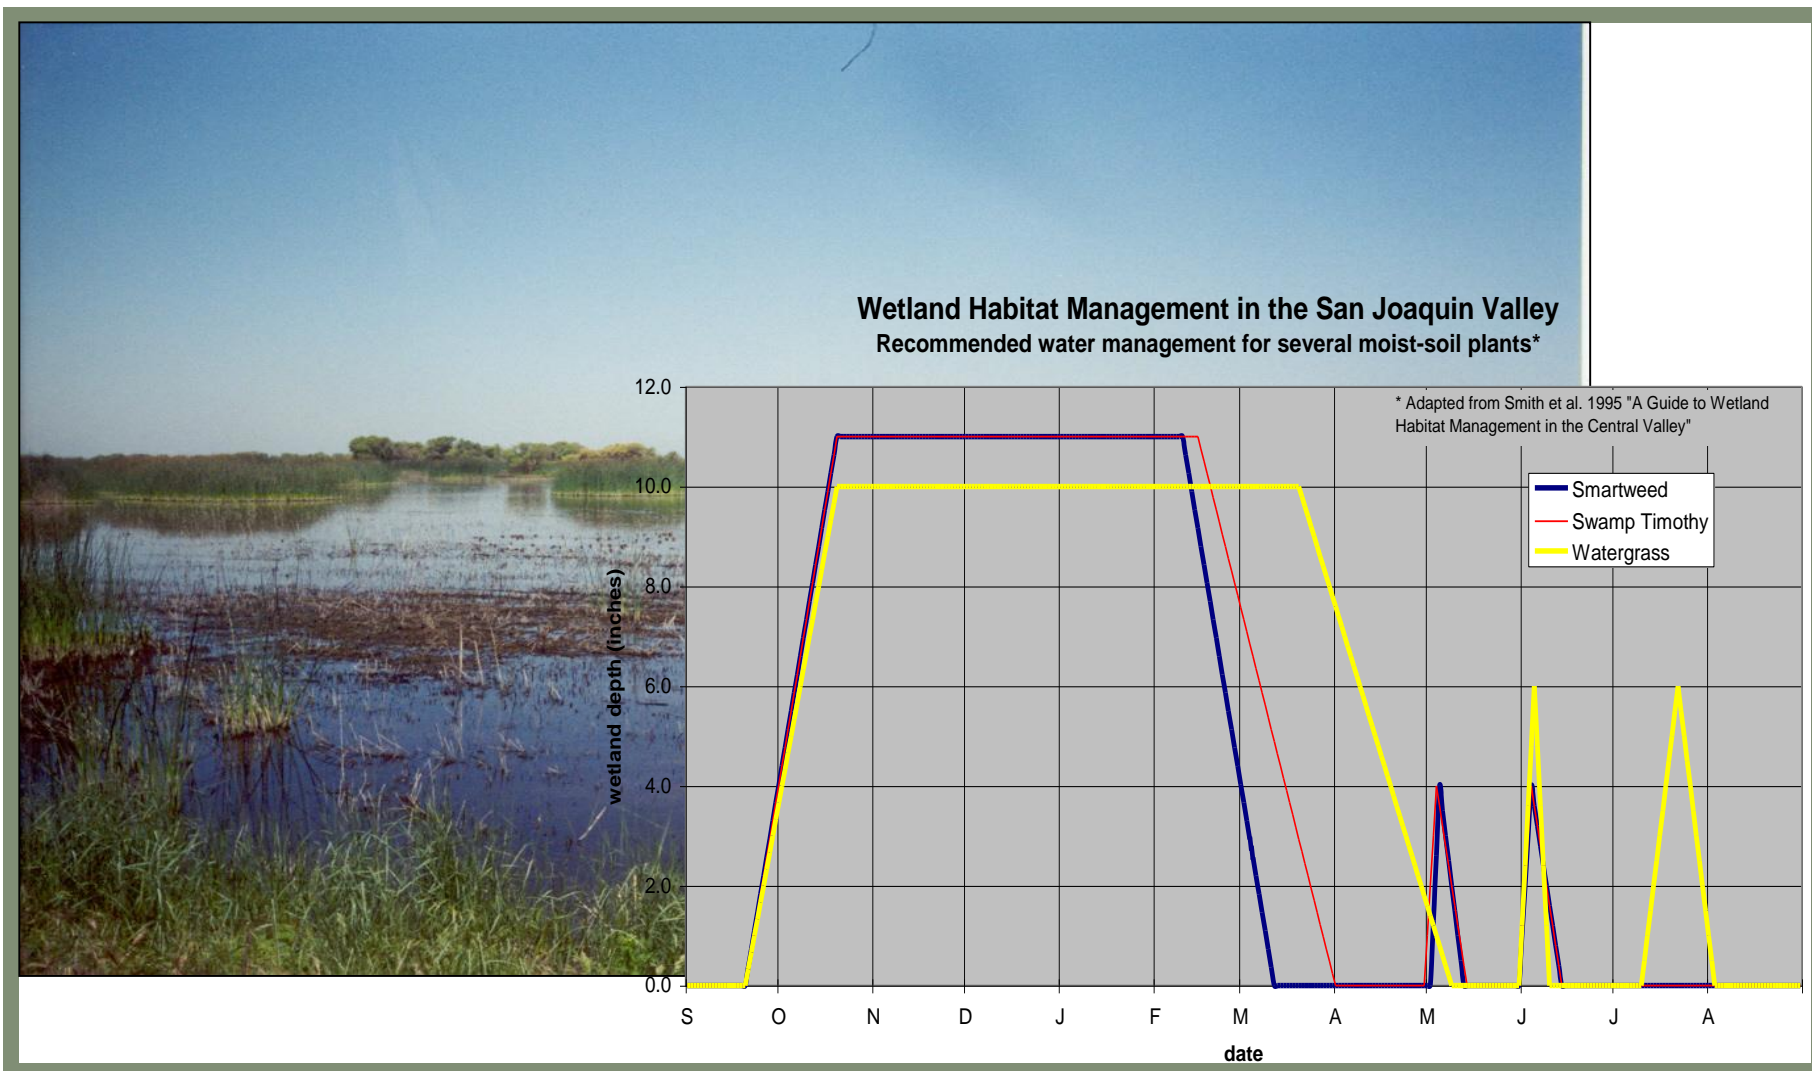 Wetland Habitat Management in the San Joaquin Valley
Recommended water management for several moist-soil plants*
12.0
* Adapted from Smith et al. 1995 "A Guide to Wetland
Habitat Management in the Central Valley"
10.0
Smartweed
Swamp Timothy
Watergrass
8.0
wetland depth (inches)
6.0
4.0
2.0
0.0
S O N D J F M A M J J A
date